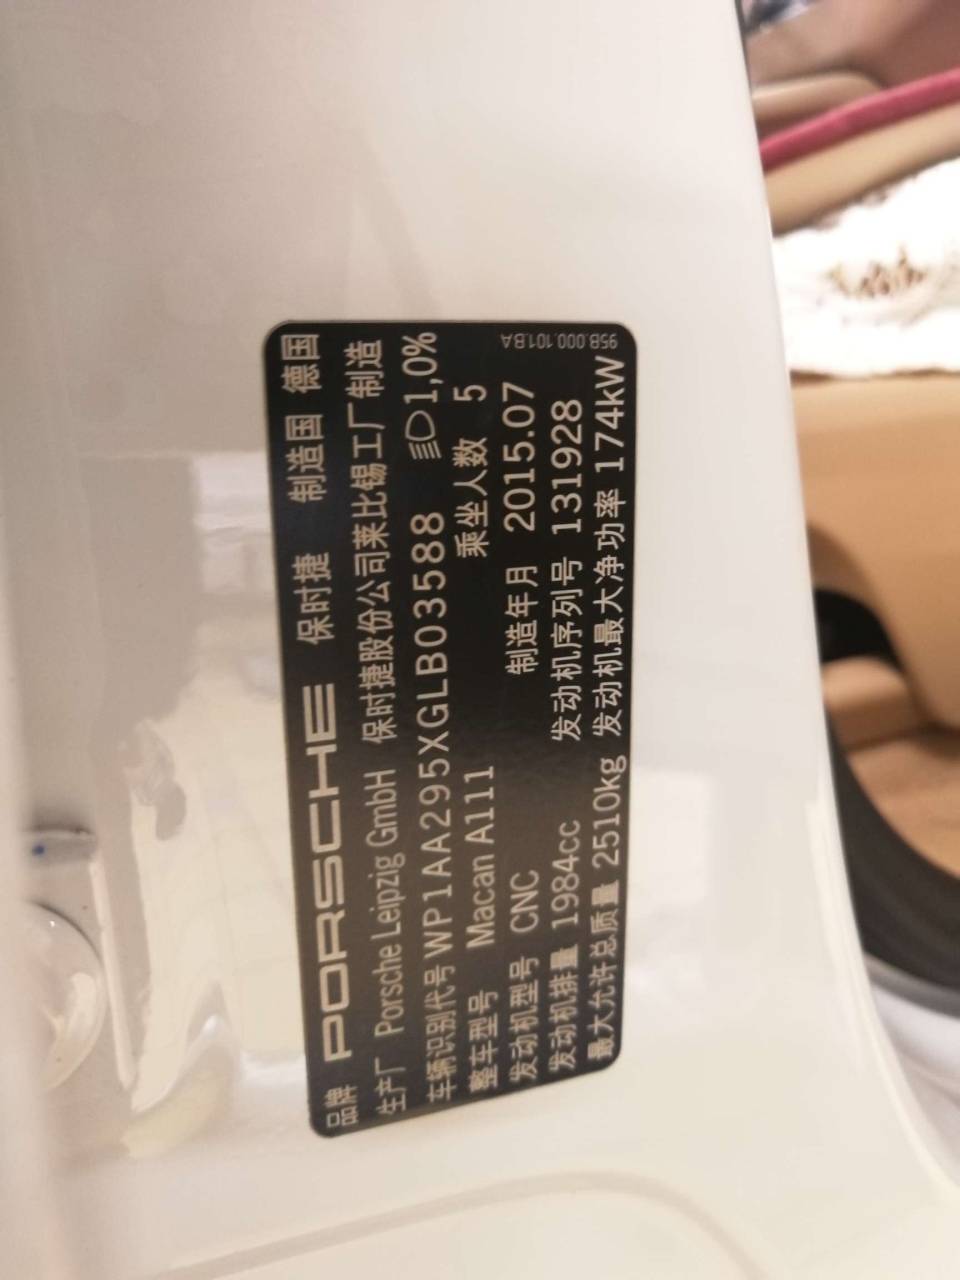 品牌 PORSCHE 保时捷 制造国 德国
生产厂 Porsche Leipzig GmbH 保时捷股份公司莱比锡工厂制造
车辆识别代号 WP1AA295XGLB03588 1,0%
整车型号 Macan A111 乘坐人数 5
发动机型号 CNC 制造年月 2015.07
发动机排量 1984cc 发动机序列号 131928
最大允许总质量 2510kg 发动机最大净功率 174kW
95B.000.101.BA